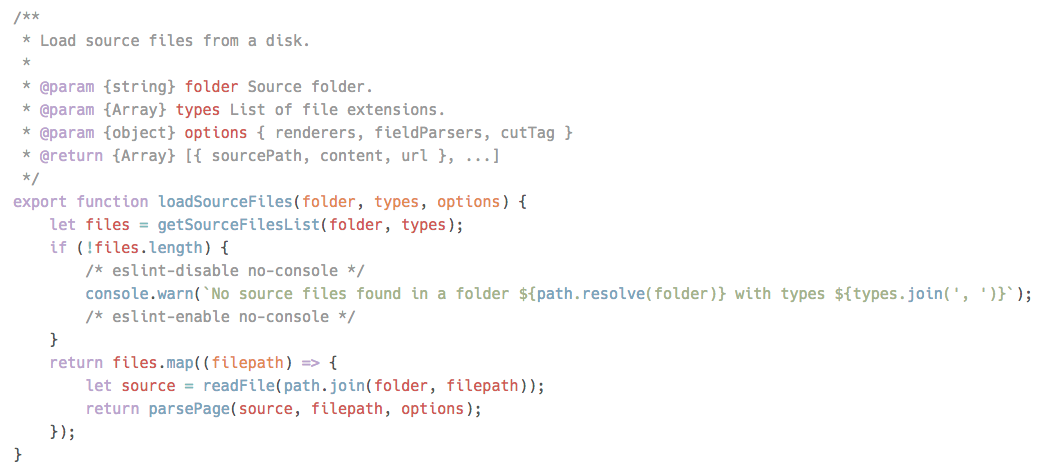 /**
 * Load source files from a disk.
 *
 * @param {string} folder Source folder.
 * @param {Array} types List of file extensions.
 * @param {object} options { renderers, fieldParsers, cutTag }
 * @return {Array} [{ sourcePath, content, url }, ...]
 */
export function loadSourceFiles(folder, types, options) {
    let files = getSourceFilesList(folder, types);
    if (!files.length) {
        /* eslint-disable no-console */
        console.warn(`No source files found in a folder ${path.resolve(folder)} with types ${types.join(', ')}`);
        /* eslint-enable no-console */
    }
    return files.map((filepath) => {
        let source = readFile(path.join(folder, filepath));
        return parsePage(source, filepath, options);
    });
}